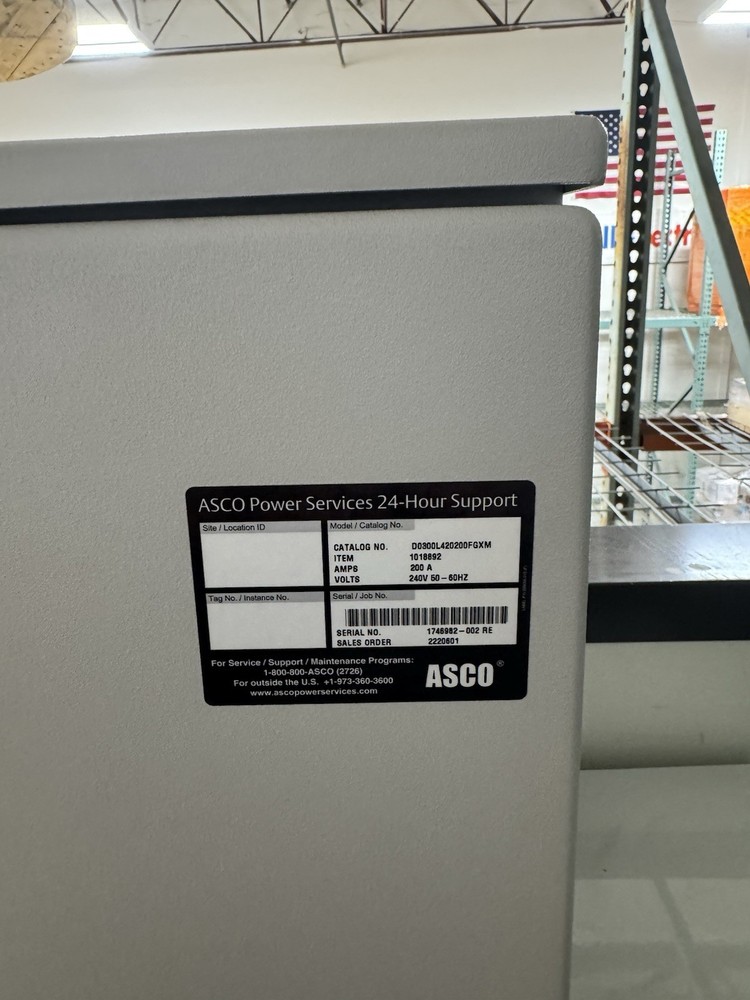 ASCO Power Services 24-Hour Support
Site / Location ID
Model / Catalog No.
CATALOG NO. D0300L420200FGXM
ITEM 1018692
AMPS 200 A
VOLTS 240V 50-60HZ
Tag No. / Instance No.
Serial / Job No.
SERIAL NO. 1746982-002 RE
SALES ORDER 2220601
For Service / Support / Maintenance Programs:
1-800-800-ASCO (2726)
For outside the U.S. +1-973-360-3600
www.ascopowerservices.com
ASCO®